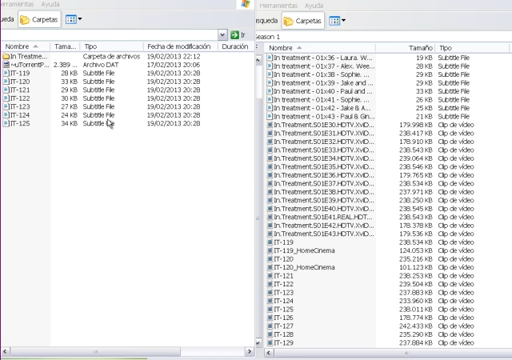 erramientas Ayuda
ueda Carpetas
Ir
Nombre Tama... Tipo Fecha de modificación Duración
In Treatme... Carpeta de archivos 19/02/2013 22:12
~uTorrentP... 2.389 ... Archivo DAT 17/02/2013 20:06
IT-119 28 KB Subtitle File 19/02/2013 20:28
IT-120 33 KB Subtitle File 19/02/2013 20:28
IT-121 29 KB Subtitle File 19/02/2013 20:28
IT-122 30 KB Subtitle File 19/02/2013 20:28
IT-123 27 KB Subtitle File 19/02/2013 20:28
IT-124 24 KB Subtitle File 19/02/2013 20:28
IT-125 34 KB Subtitle File 19/02/2013 20:28
Herramientas Ayuda
squeda Carpetas
Season 1
Nombre Tamaño Tipo
In treatment - 01x36 - Laura. W... 19 KB Subtitle File
In treatment - 01x37 - Alex. Wee... 28 KB Subtitle File
In treatment - 01x38 - Sophie. ... 23 KB Subtitle File
In treatment - 01x39 - Jake and ... 29 KB Subtitle File
In treatment - 01x40 - Paul and ... 33 KB Subtitle File
In treatment - 01x41 - Sophie. ... 26 KB Subtitle File
In treatment - 01x42 - Jake & A... 25 KB Subtitle File
In treatment - 01x43 - Paul & Gin... 21 KB Subtitle File
In.Treatment.S01E30.HDTV.XviD... 179.998 KB Clip de vídeo
In.Treatment.S01E31.HDTV.XviD... 238.417 KB Clip de vídeo
In.Treatment.S01E32.HDTV.XviD... 178.910 KB Clip de vídeo
In.Treatment.S01E33.HDTV.XviD... 238.543 KB Clip de vídeo
In.Treatment.S01E34.HDTV.XviD... 239.064 KB Clip de vídeo
In.Treatment.S01E35.HDTV.XviD... 238.546 KB Clip de vídeo
In.Treatment.S01E36.HDTV.XviD... 179.765 KB Clip de vídeo
In.Treatment.S01E37.HDTV.XviD... 238.534 KB Clip de vídeo
In.Treatment.S01E38.HDTV.XviD... 237.971 KB Clip de vídeo
In.Treatment.S01E39.HDTV.XviD... 238.250 KB Clip de vídeo
In.Treatment.S01E40.HDTV.XviD... 238.545 KB Clip de vídeo
In.Treatment.S01E41.REAL.HDT... 238.543 KB Clip de vídeo
In.Treatment.S01E42.HDTV.XviD... 178.378 KB Clip de vídeo
In.Treatment.S01E43.HDTV.XviD... 179.536 KB Clip de vídeo
IT-119 238.534 KB Clip de vídeo
IT-119_HomeCinema 124.053 KB Clip de vídeo
IT-120 235.216 KB Clip de vídeo
IT-120_HomeCinema 101.123 KB Clip de vídeo
IT-121 238.253 KB Clip de vídeo
IT-122 239.504 KB Clip de vídeo
IT-123 237.883 KB Clip de vídeo
IT-124 233.960 KB Clip de vídeo
IT-125 238.011 KB Clip de vídeo
IT-126 178.774 KB Clip de vídeo
IT-127 242.433 KB Clip de vídeo
IT-128 235.290 KB Clip de vídeo
IT-129 237.884 KB Clip de vídeo